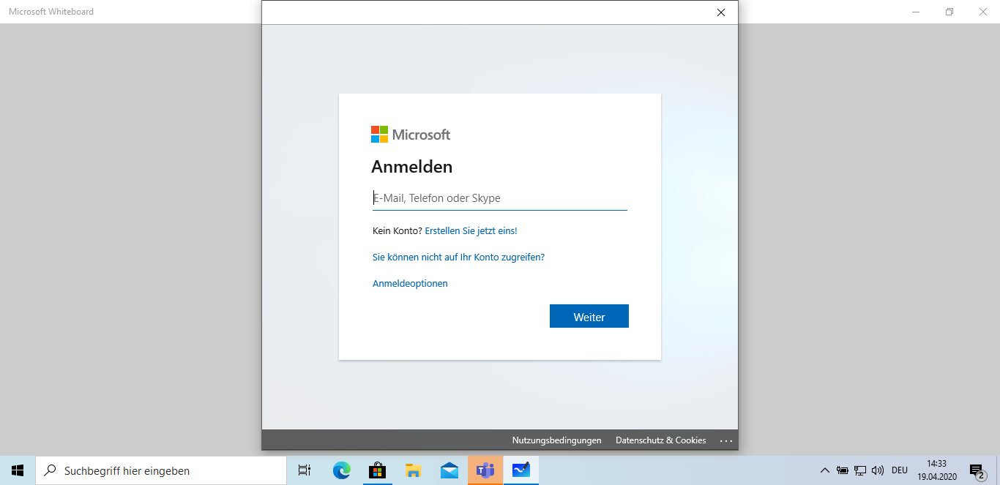 Microsoft Whiteboard
Microsoft
Anmelden
E-Mail, Telefon oder Skype
Kein Konto? Erstellen Sie jetzt eins!
Sie können nicht auf Ihr Konto zugreifen?
Anmeldeoptionen
Weiter
Nutzungsbedingungen Datenschutz & Cookies ...
Suchbegriff hier eingeben
DEU
14:33
19.04.2020
2